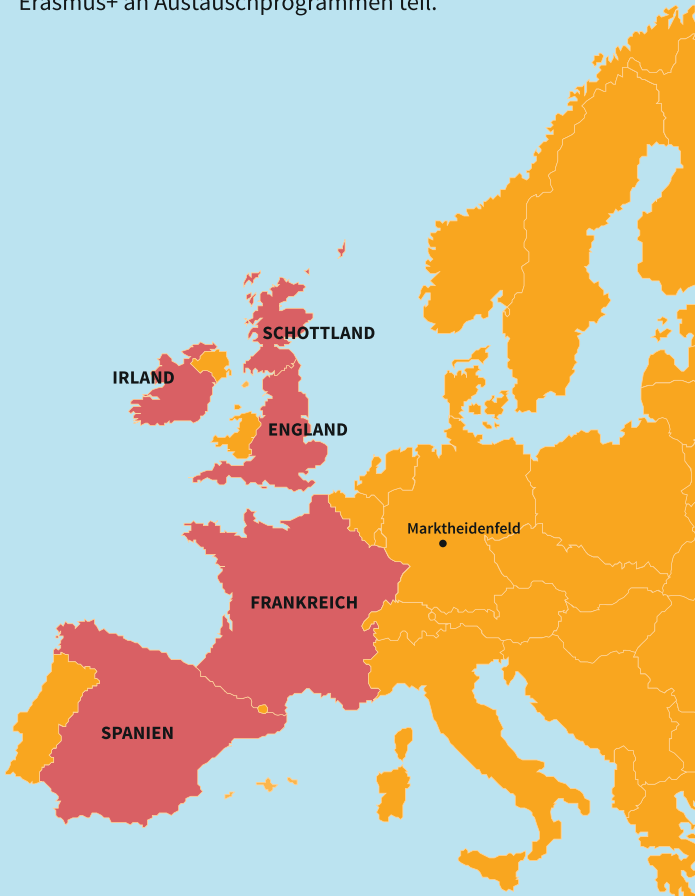 Erasmus+ an Austauschprogrammen teil.
SCHOTTLAND
IRLAND
ENGLAND
Marktheidenfeld
FRANKREICH
SPANIEN